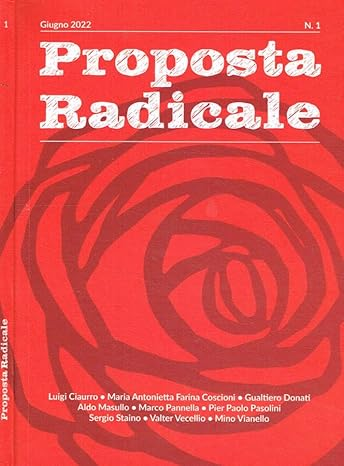 1
Giugno 2022 N. 1
Proposta
Radicale
Luigi Ciaurro • Maria Antonietta Farina Coscioni • Gualtiero Donati
Aldo Masullo • Marco Pannella • Pier Paolo Pasolini
Sergio Staino • Valter Vecellio • Mino Vianello
Proposta Radicale